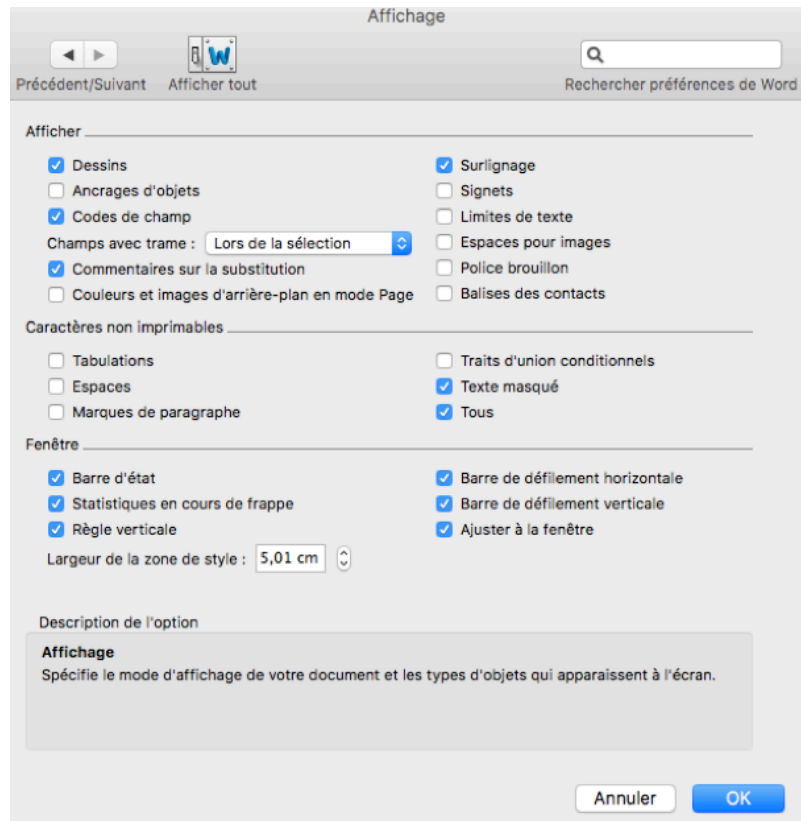 Affichage
Précédent/Suivant Afficher tout Rechercher préférences de Word
Afficher
Dessins Surlignage
Ancrages d'objets Signets
Codes de champ Limites de texte
Champs avec trame : Lors de la sélection Espaces pour images
Commentaires sur la substitution Police brouillon
Couleurs et images d'arrière-plan en mode Page Balises des contacts
Caractères non imprimables
Tabulations Traits d'union conditionnels
Espaces Texte masqué
Marques de paragraphe Tous
Fenêtre
Barre d'état Barre de défilement horizontale
Statistiques en cours de frappe Barre de défilement verticale
Règle verticale Ajuster à la fenêtre
Largeur de la zone de style : 5,01 cm
Description de l'option
Affichage
Spécifie le mode d'affichage de votre document et les types d'objets qui apparaissent à l'écran.
Annuler OK